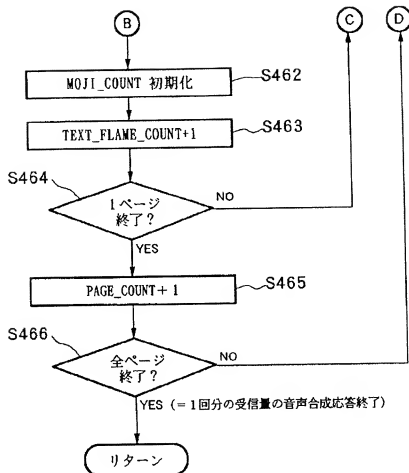 B
C
D
MOJI_COUNT 初期化
S462
TEXT_FLAME_COUNT+1
S463
S464
1ページ
終了?
NO
YES
PAGE_COUNT+1
S465
S466
全ページ
終了?
NO
YES (=1回分の受信量の音声合成応答終了)
リターン